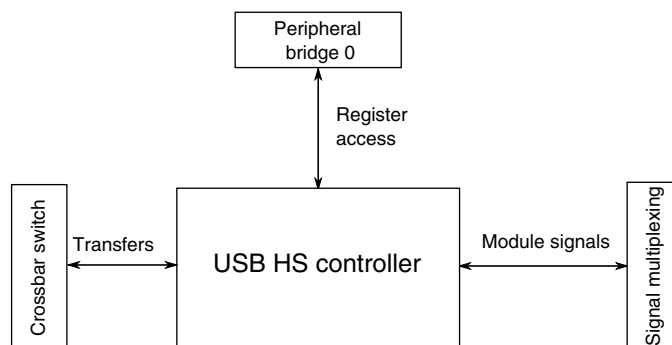 Peripheral
bridge 0
Register
access
Crossbar switch
Transfers
USB HS controller
Module signals
Signal multiplexing